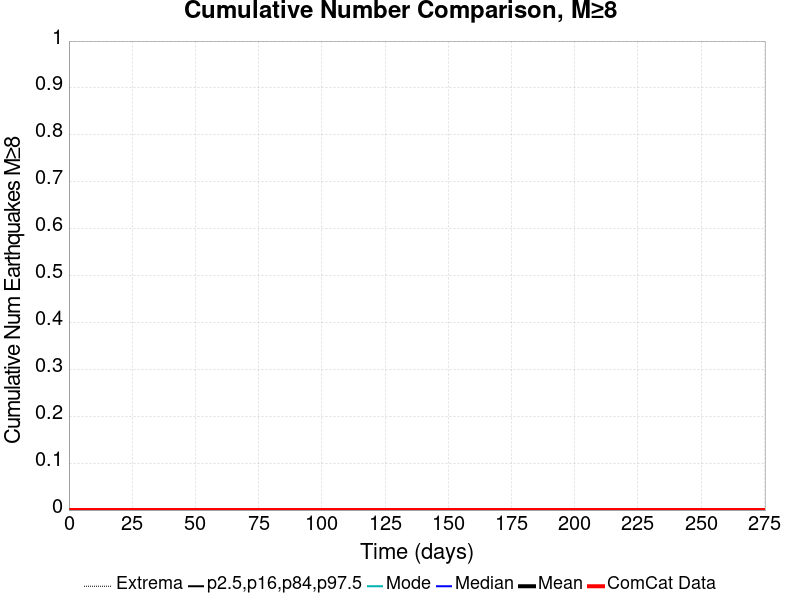 Cumulative Number Comparison, M≥8
Cumulative Num Earthquakes M≥8
1
0.9
0.8
0.7
0.6
0.5
0.4
0.3
0.2
0.1
0
0 25 50 75 100 125 150 175 200 225 250 275
Time (days)
Extrema p2.5,p16,p84,p97.5 Mode Median Mean ComCat Data